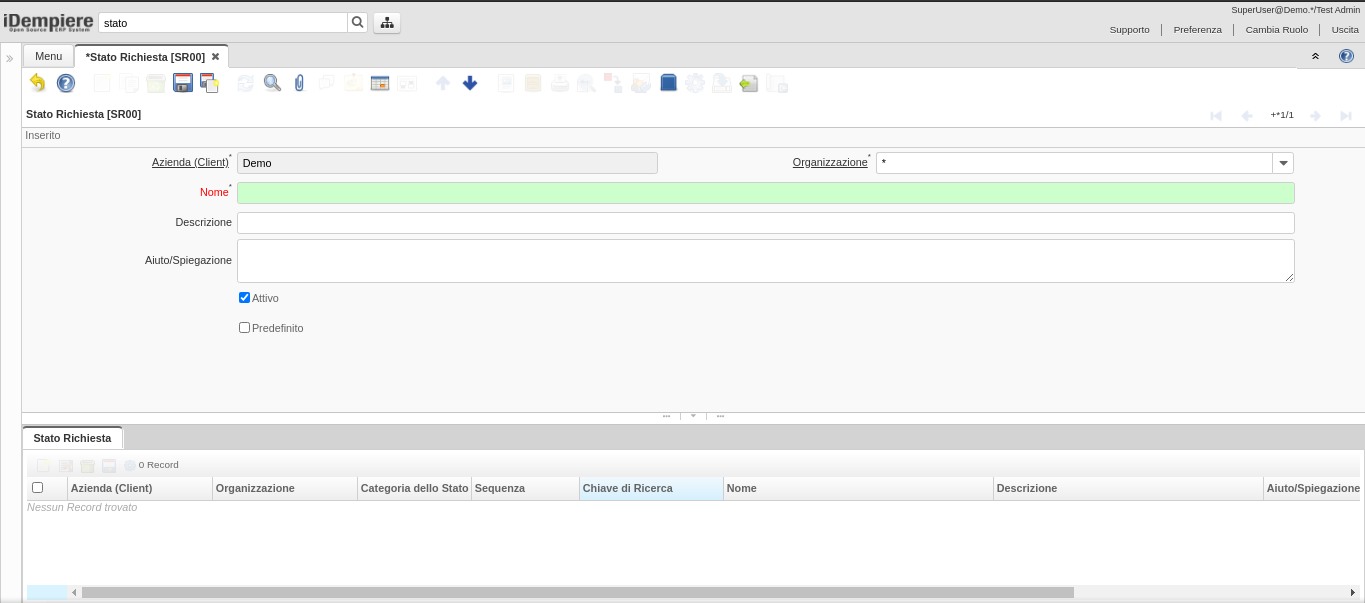 SuperUser@Demo.*/Test Admin
iDempiere
Open Source ERP System
stato
Supporto Preferenza Cambia Ruolo Uscita
Menu *Stato Richiesta [SR00]
Stato Richiesta [SR00] +*1/1
Inserito
Azienda (Client)* Demo Organizzazione* *
Nome*
Descrizione
Aiuto/Spiegazione
Attivo
Predefinito
Stato Richiesta
0 Record
Azienda (Client) Organizzazione Categoria dello Stato Sequenza Chiave di Ricerca Nome Descrizione Aiuto/Spiegazione
Nessun Record trovato